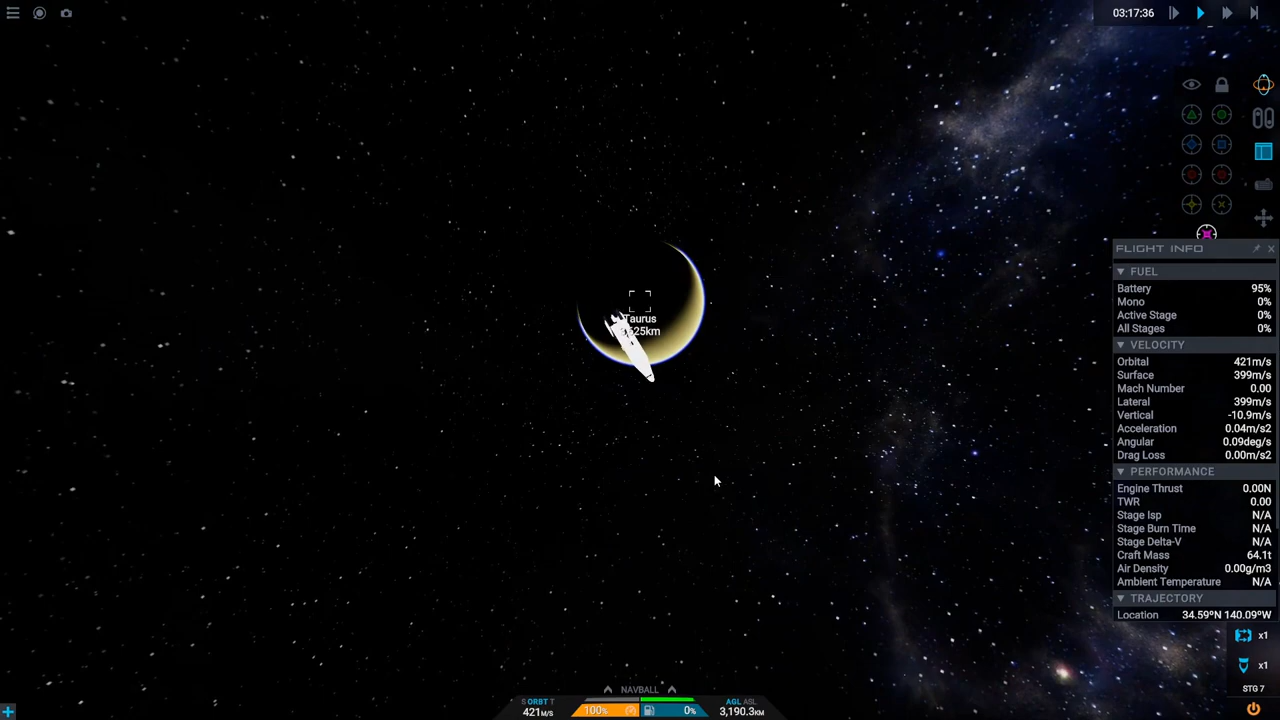 03:17:36
Taurus
625km
FLIGHT INFO
FUEL
Battery 95%
Mono 0%
Active Stage 0%
All Stages 0%
VELOCITY
Orbital 421m/s
Surface 399m/s
Mach Number 0.00
Lateral 399m/s
Vertical -10.9m/s
Acceleration 0.04m/s2
Angular 0.09deg/s
Drag Loss 0.00m/s2
PERFORMANCE
Engine Thrust 0.00N
TWR 0.00
Stage Isp N/A
Stage Burn Time N/A
Stage Delta-V N/A
Craft Mass 64.1t
Air Density 0.00g/m3
Ambient Temperature N/A
TRAJECTORY
Location 34.59ºN 140.09ºW
x1
x1
STG 7
NAVBALL
S ORBT T
421M/S
100%
0%
AGL ASL
3,190.3KM